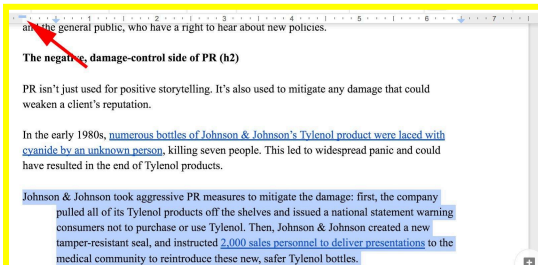 1 2 3 4 5 6 7
and the general public, who have a right to hear about new policies.
The negative, damage-control side of PR (h2)
PR isn't just used for positive storytelling. It's also used to mitigate any damage that could
weaken a client's reputation.
In the early 1980s, numerous bottles of Johnson & Johnson's Tylenol product were laced with
cyanide by an unknown person, killing seven people. This led to widespread panic and could
have resulted in the end of Tylenol products.
Johnson & Johnson took aggressive PR measures to mitigate the damage: first, the company
pulled all of its Tylenol products off the shelves and issued a national statement warning
consumers not to purchase or use Tylenol. Then, Johnson & Johnson created a new
tamper-resistant seal, and instructed 2,000 sales personnel to deliver presentations to the
medical community to reintroduce these new, safer Tylenol bottles.